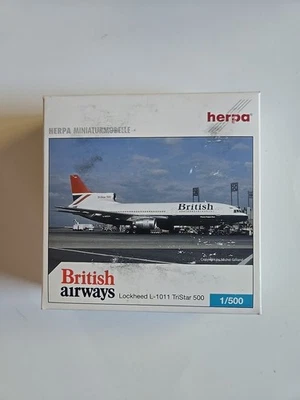 herpa
HERPA MINIATURMODELLE
British
British
airways
Lockheed L-1011 TriStar 500
1/500